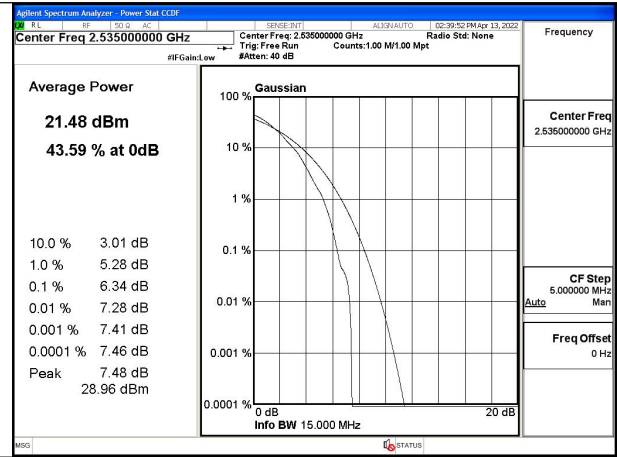 Agilent Spectrum Analyzer - Power Stat CCDF
RL RF 50 Ω AC SENSE:INT ALIGN AUTO 02:39:52 PM Apr 13, 2022
Center Freq 2.535000000 GHz
Center Freq: 2.535000000 GHz Radio Std: None
Trig: Free Run Counts:1.00 M/1.00 Mpt
#IFGain:Low #Atten: 40 dB
Frequency
Average Power
21.48 dBm
43.59 % at 0dB
10.0 % 3.01 dB
1.0 % 5.28 dB
0.1 % 6.34 dB
0.01 % 7.28 dB
0.001 % 7.41 dB
0.0001 % 7.46 dB
Peak 7.48 dB
28.96 dBm
Gaussian
100 %
10 %
1 %
0.1 %
0.01 %
0.001 %
0.0001 %
0 dB 20 dB
Info BW 15.000 MHz
Center Freq
2.535000000 GHz
CF Step
5.000000 MHz
Auto Man
Freq Offset
0 Hz
MSG STATUS